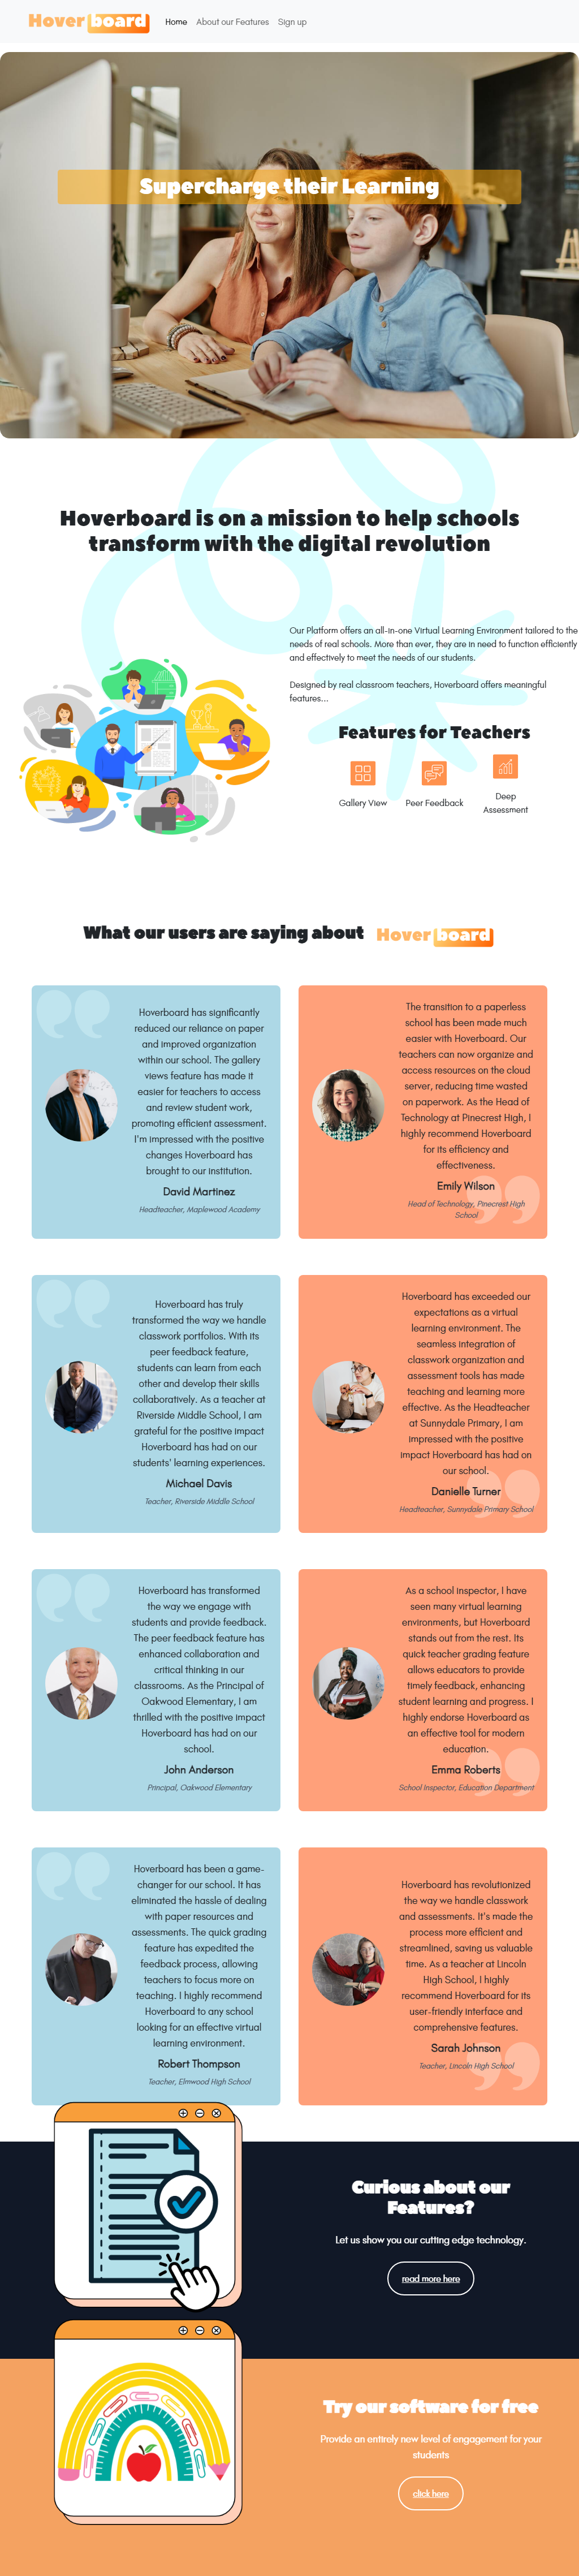 Hoverboard Home About our Features Sign up
Supercharge their Learning
Hoverboard is on a mission to help schools
transform with the digital revolution
Our Platform offers an all-in-one Virtual Learning Environment tailored to the
needs of real schools. More than ever, they are in need to function efficiently
and effectively to meet the needs of our students.
Designed by real classroom teachers, Hoverboard offers meaningful
features...
Features for Teachers
Gallery View
Peer Feedback
Deep
Assessment
What our users are saying about Hoverboard
Hoverboard has significantly
reduced our reliance on paper
and improved organization
within our school. The gallery
views feature has made it
easier for teachers to access
and review student work,
promoting efficient assessment.
I'm impressed with the positive
changes Hoverboard has
brought to our institution.
David Martinez
Headteacher, Maplewood Academy
The transition to a paperless
school has been made much
easier with Hoverboard. Our
teachers can now organize and
access resources on the cloud
server, reducing time wasted
on paperwork. As the Head of
Technology at Pinecrest High, I
highly recommend Hoverboard
for its efficiency and
effectiveness.
Emily Wilson
Head of Technology, Pinecrest High
School
Hoverboard has truly
transformed the way we handle
classwork portfolios. With its
peer feedback feature,
students can learn from each
other and develop their skills
collaboratively. As a teacher at
Riverside Middle School, I am
grateful for the positive impact
Hoverboard has had on our
students' learning experiences.
Michael Davis
Teacher, Riverside Middle School
Hoverboard has exceeded our
expectations as a virtual
learning environment. The
seamless integration of
classwork organization and
assessment tools has made
teaching and learning more
effective. As the Headteacher
at Sunnydale Primary, I am
impressed with the positive
impact Hoverboard has had on
our school.
Danielle Turner
Headteacher, Sunnydale Primary School
Hoverboard has transformed
the way we engage with
students and provide feedback.
The peer feedback feature has
enhanced collaboration and
critical thinking in our
classrooms. As the Principal of
Oakwood Elementary, I am
thrilled with the positive impact
Hoverboard has had on our
school.
John Anderson
Principal, Oakwood Elementary
As a school inspector, I have
seen many virtual learning
environments, but Hoverboard
stands out from the rest. Its
quick teacher grading feature
allows educators to provide
timely feedback, enhancing
student learning and progress. I
highly endorse Hoverboard as
an effective tool for modern
education.
Emma Roberts
School Inspector, Education Department
Hoverboard has been a game-
changer for our school. It has
eliminated the hassle of dealing
with paper resources and
assessments. The quick grading
feature has expedited the
feedback process, allowing
teachers to focus more on
teaching. I highly recommend
Hoverboard to any school
looking for an effective virtual
learning environment.
Robert Thompson
Teacher, Elmwood High School
Hoverboard has revolutionized
the way we handle classwork
and assessments. It's made the
process more efficient and
streamlined, saving us valuable
time. As a teacher at Lincoln
High School, I highly
recommend Hoverboard for its
user-friendly interface and
comprehensive features.
Sarah Johnson
Teacher, Lincoln High School
Curious about our
Features?
Let us show you our cutting edge technology.
read more here
Try our software for free
Provide an entirely new level of engagement for your
students
click here